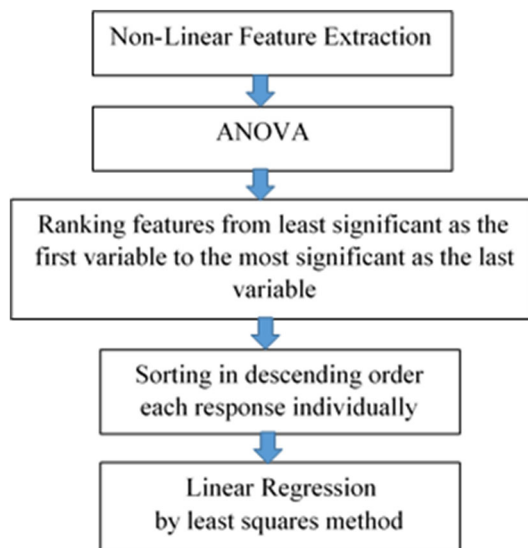 Non-Linear Feature Extraction
ANOVA
Ranking features from least significant as the
first variable to the most significant as the last
variable
Sorting in descending order
each response individually
Linear Regression
by least squares method